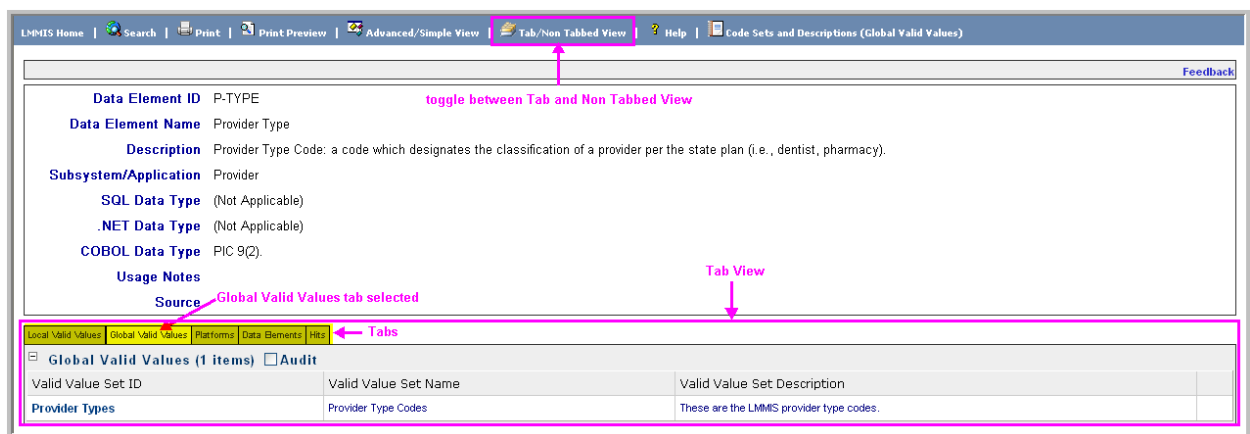 LMMIS Home | Search | Print | Print Preview | Advanced/Simple View | Tab/Non Tabbed View | Help | Code Sets and Descriptions (Global Valid Values)
Feedback
Data Element ID P-TYPE
toggle between Tab and Non Tabbed View
Data Element Name Provider Type
Description Provider Type Code: a code which designates the classification of a provider per the state plan (i.e., dentist, pharmacy).
Subsystem/Application Provider
SQL Data Type (Not Applicable)
.NET Data Type (Not Applicable)
COBOL Data Type PIC 9(2).
Usage Notes
Tab View
Source
Global Valid Values tab selected
Local Valid Values Global Valid Values Platforms Data Elements Hits
Tabs
Global Valid Values (1 items) Audit
Valid Value Set ID Valid Value Set Name Valid Value Set Description
Provider Types Provider Type Codes These are the LMMIS provider type codes.